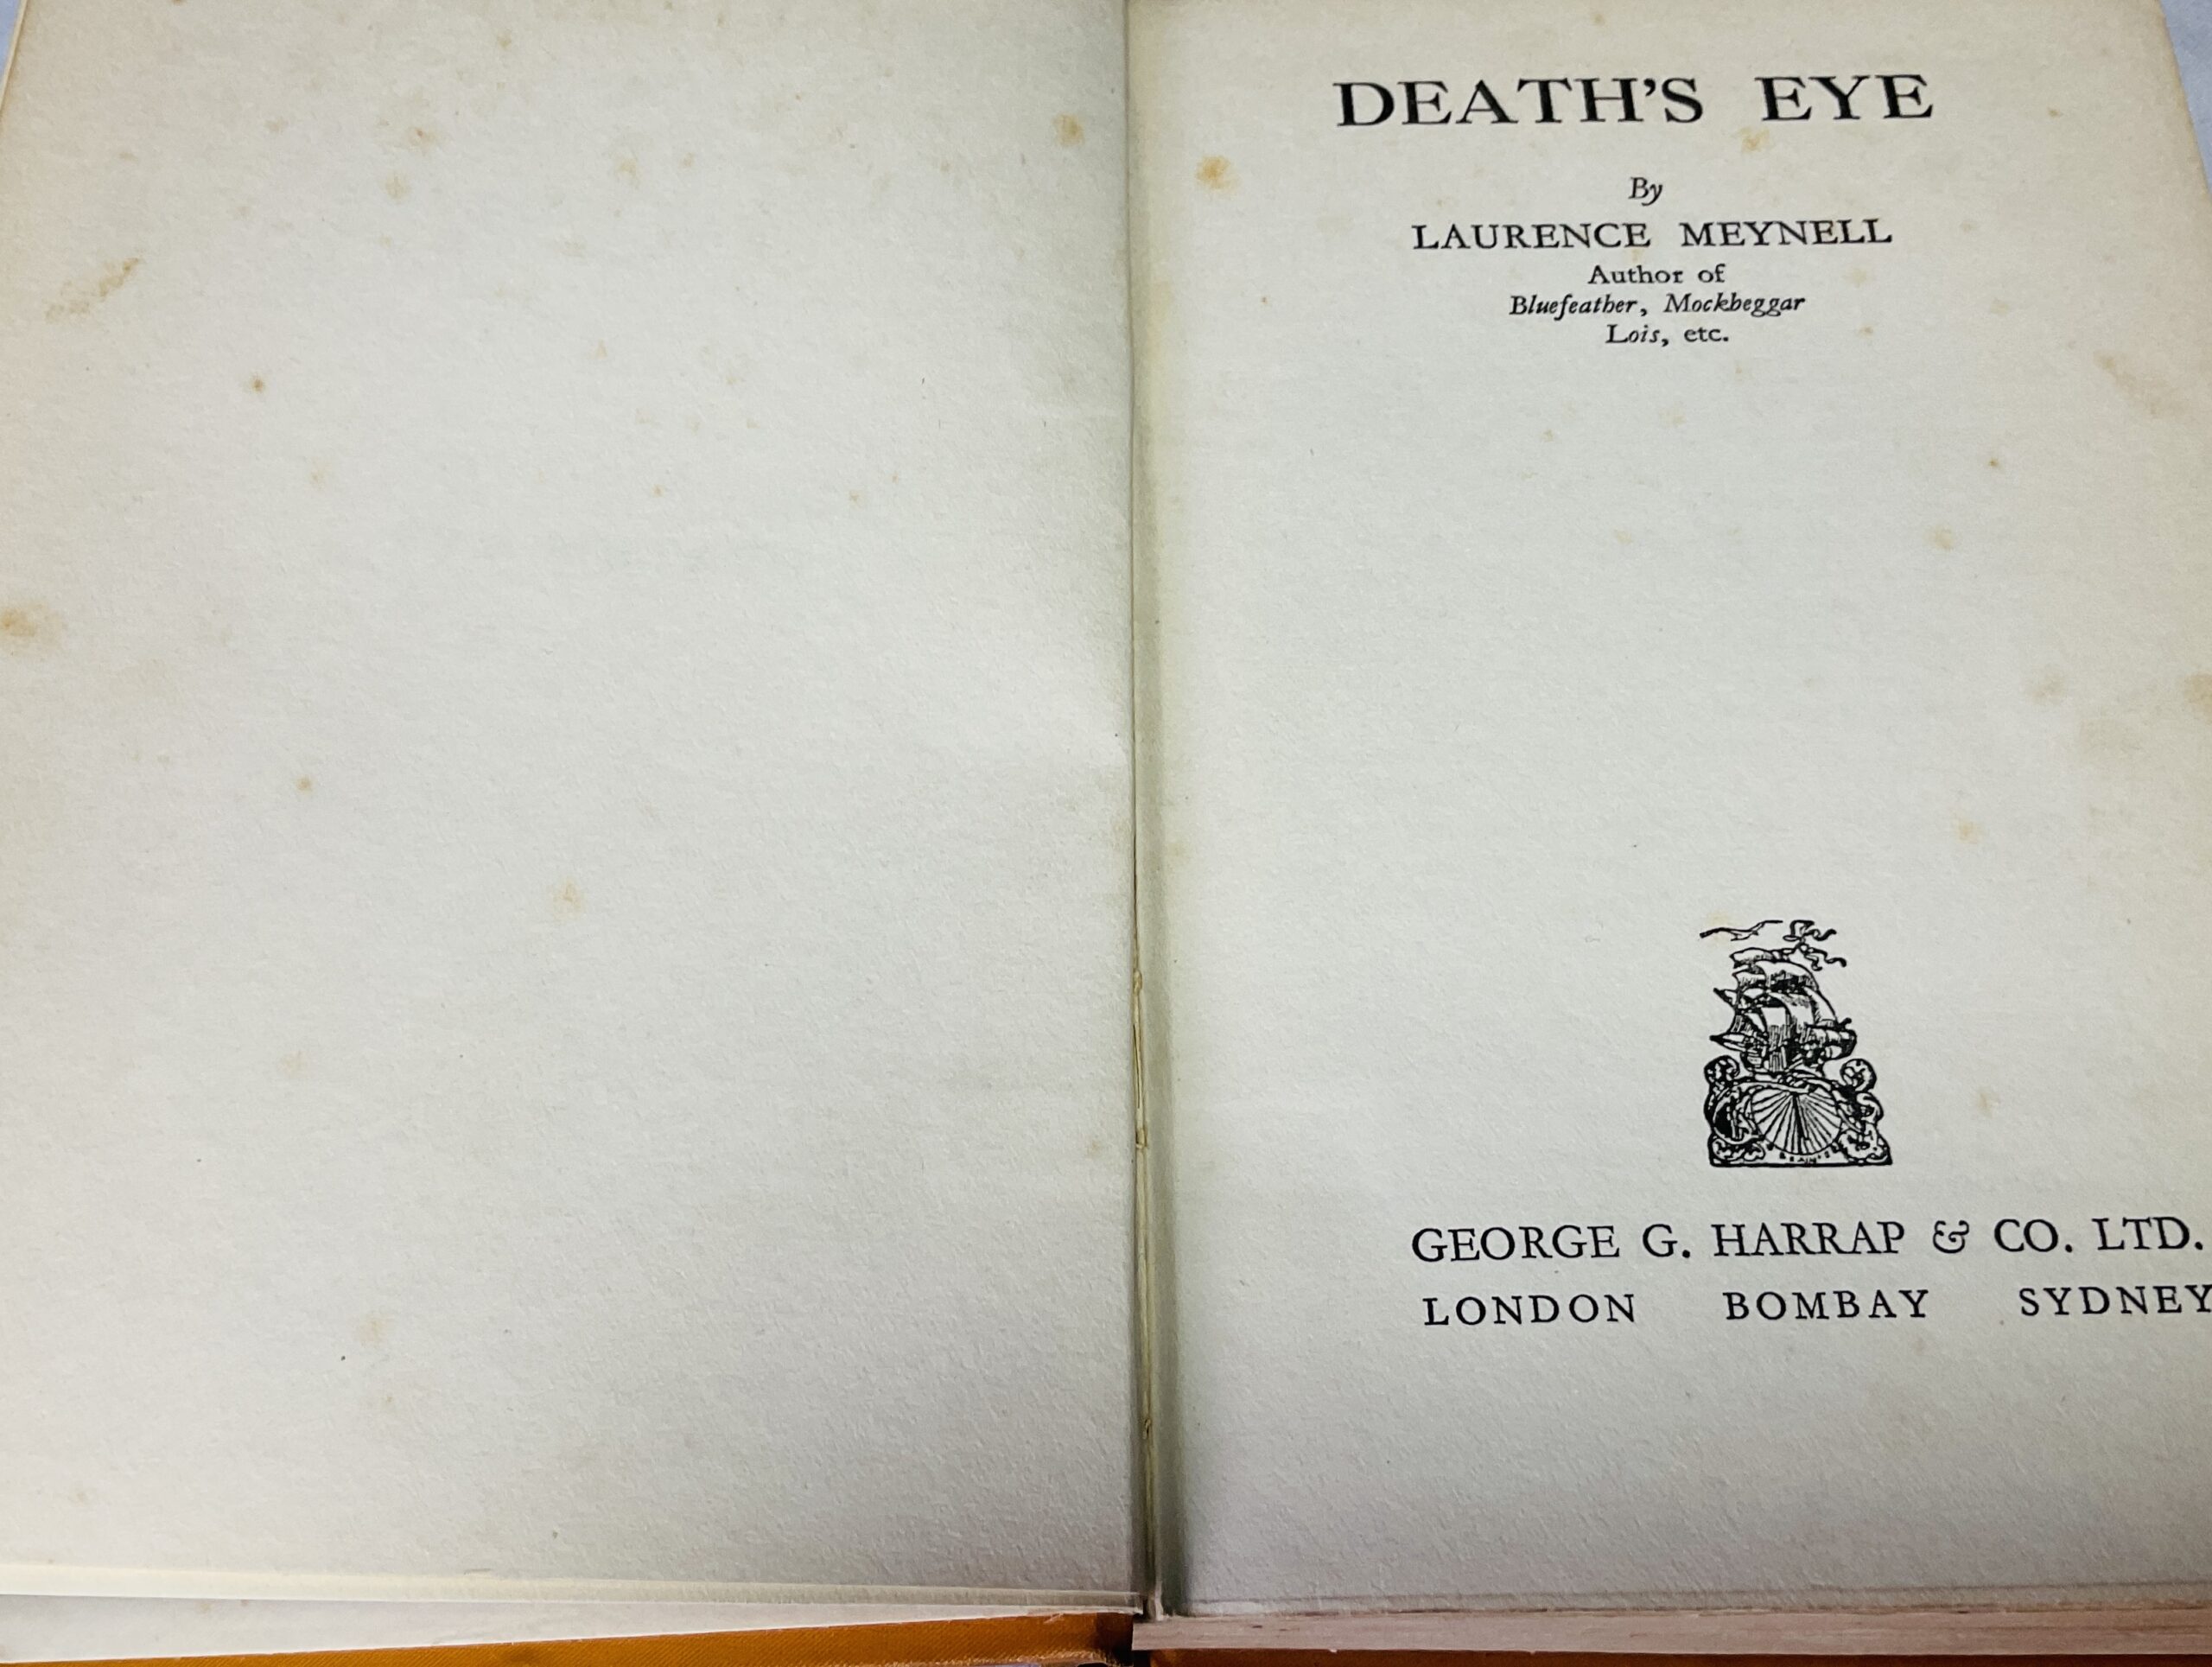 DEATH'S EYE
By
LAURENCE MEYNELL
Author of
Bluefeather, Mockbeggar
Lois, etc.
GEORGE G. HARRAP & CO. LTD.
LONDON BOMBAY SYDNEY